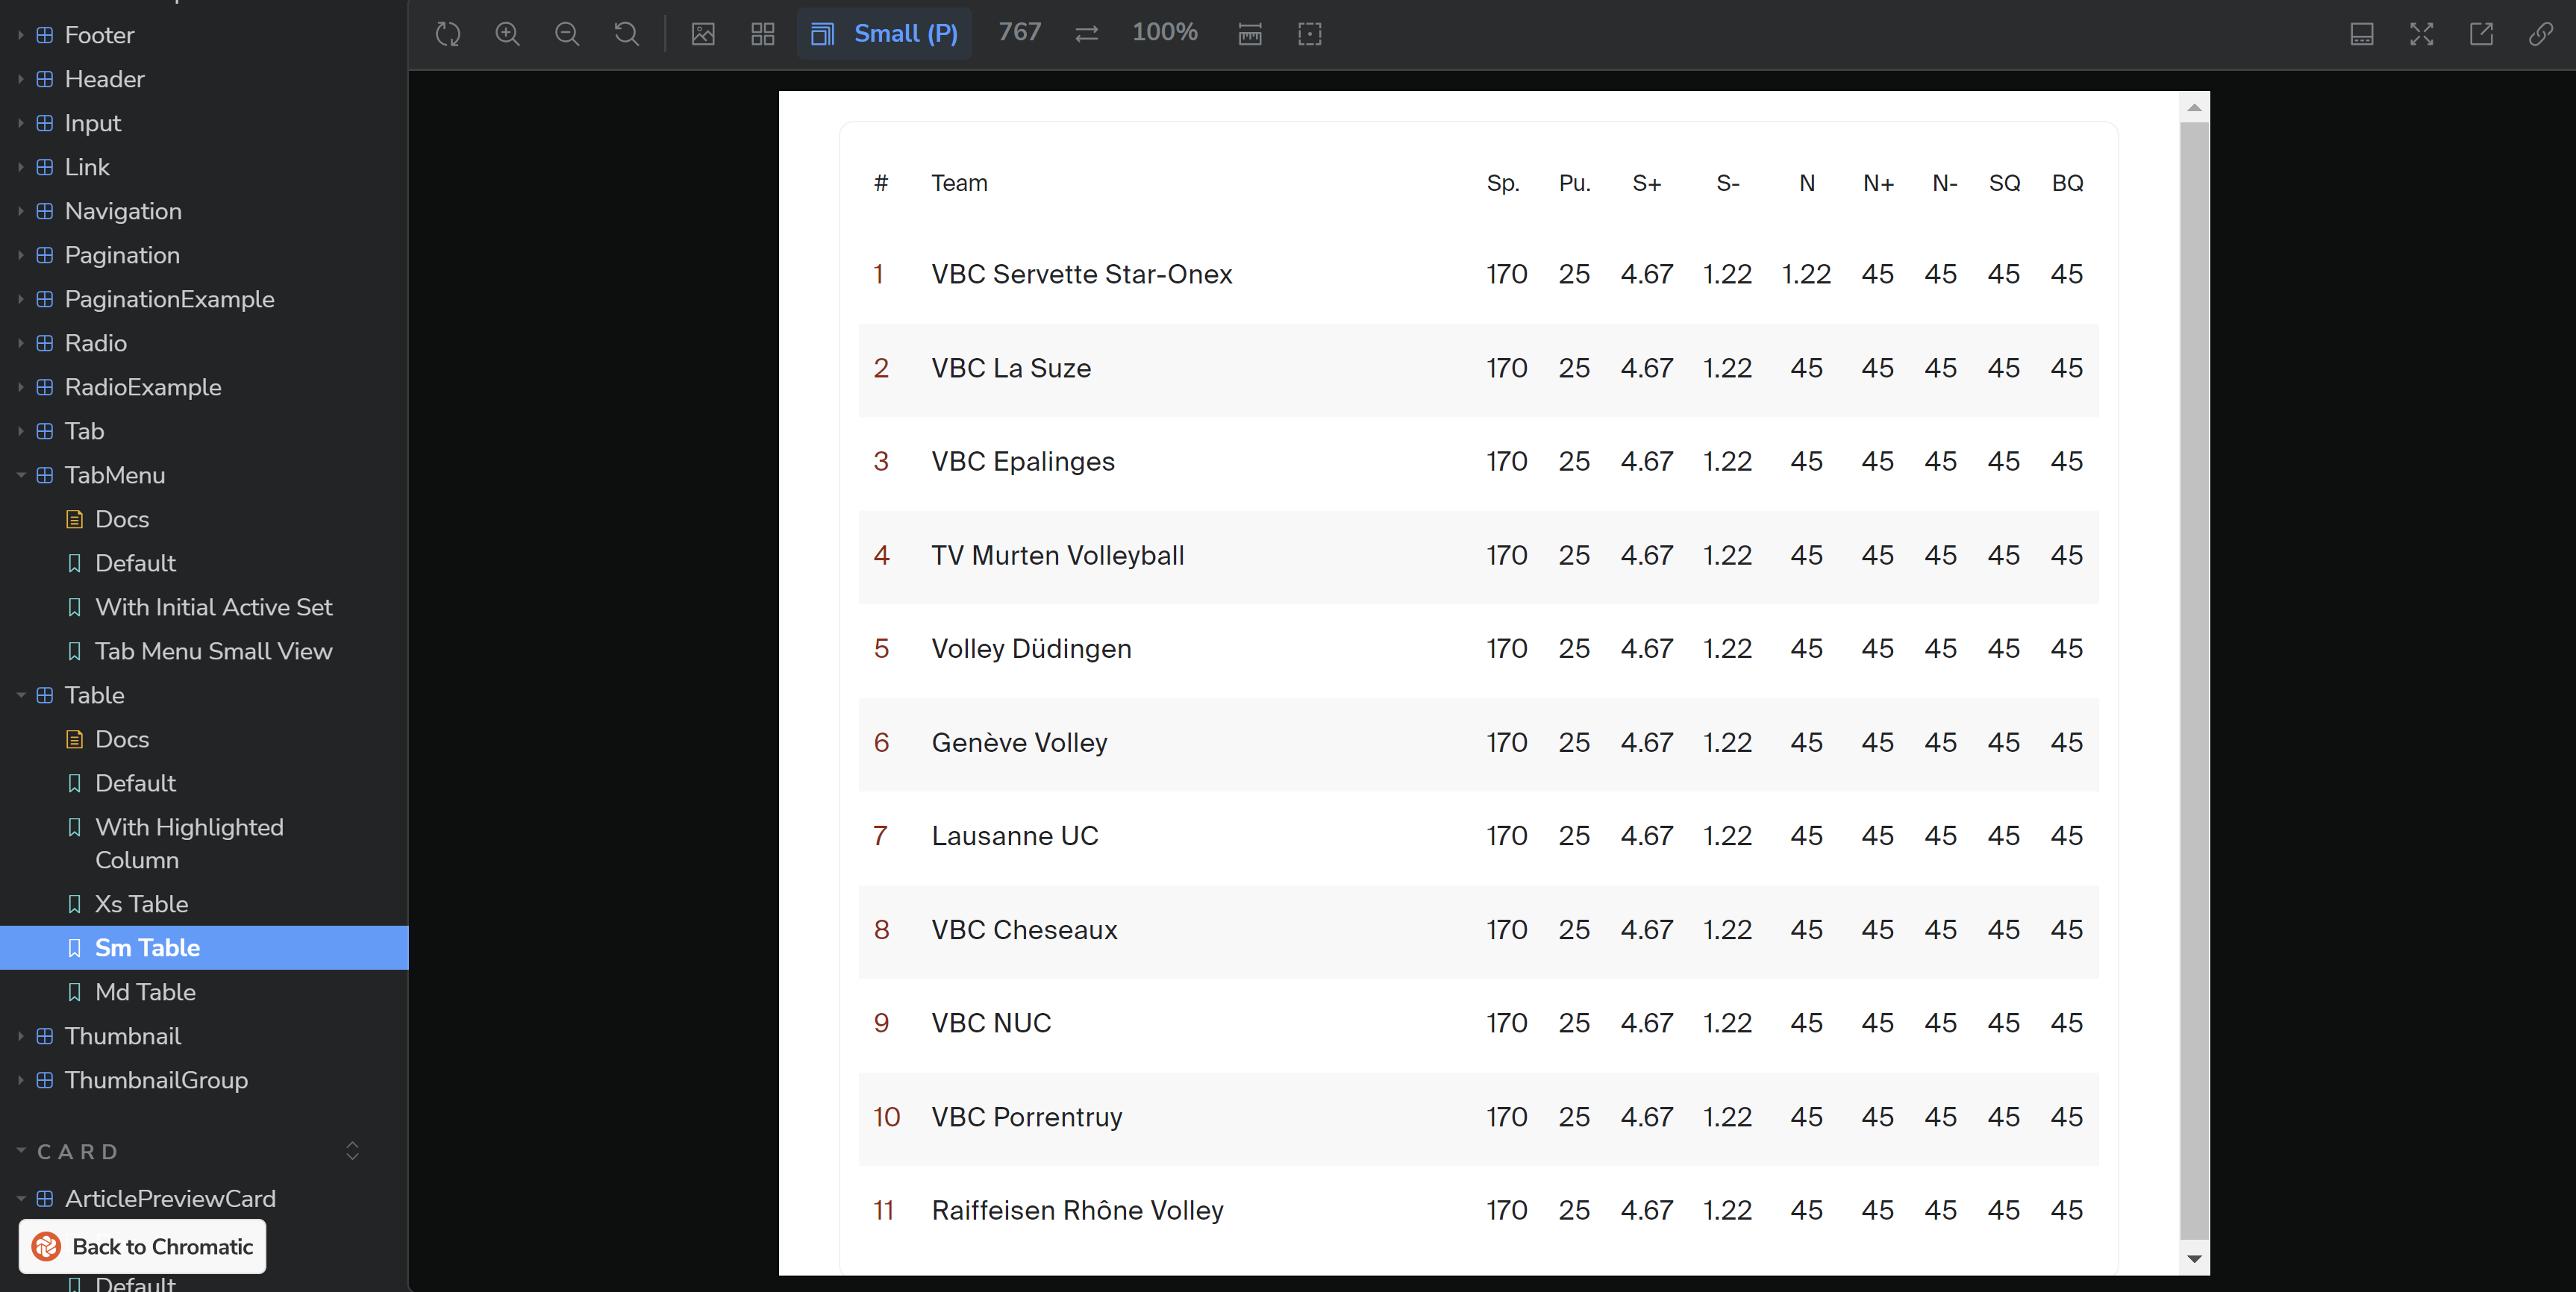 Footer
Header
Input
Link
Navigation
Pagination
PaginationExample
Radio
RadioExample
Tab
TabMenu
Docs
Default
With Initial Active Set
Tab Menu Small View
Table
Docs
Default
With Highlighted
Column
Xs Table
Sm Table
Md Table
Thumbnail
ThumbnailGroup
CARD
ArticlePreviewCard
Back to Chromatic
Default
Small (P) 767 100%
# Team Sp. Pu. S+ S- N N+ N- SQ BQ
1 VBC Servette Star-Onex 170 25 4.67 1.22 1.22 45 45 45 45
2 VBC La Suze 170 25 4.67 1.22 45 45 45 45 45
3 VBC Epalinges 170 25 4.67 1.22 45 45 45 45 45
4 TV Murten Volleyball 170 25 4.67 1.22 45 45 45 45 45
5 Volley Düdingen 170 25 4.67 1.22 45 45 45 45 45
6 Genève Volley 170 25 4.67 1.22 45 45 45 45 45
7 Lausanne UC 170 25 4.67 1.22 45 45 45 45 45
8 VBC Cheseaux 170 25 4.67 1.22 45 45 45 45 45
9 VBC NUC 170 25 4.67 1.22 45 45 45 45 45
10 VBC Porrentruy 170 25 4.67 1.22 45 45 45 45 45
11 Raiffeisen Rhône Volley 170 25 4.67 1.22 45 45 45 45 45